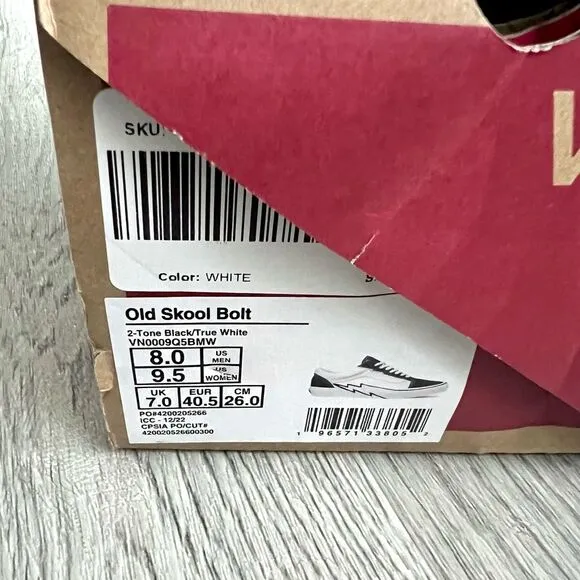 SKU:
Color: WHITE
Old Skool Bolt
2-Tone Black/True White
VN0009Q5BMW
8.0 US MEN
9.5 US WOMEN
UK EUR CM
7.0 40.5 26.0
PO#4200205266
ICC - 12/22
CPSIA PO/CUT#
420020526600300
1 96571 33805 2